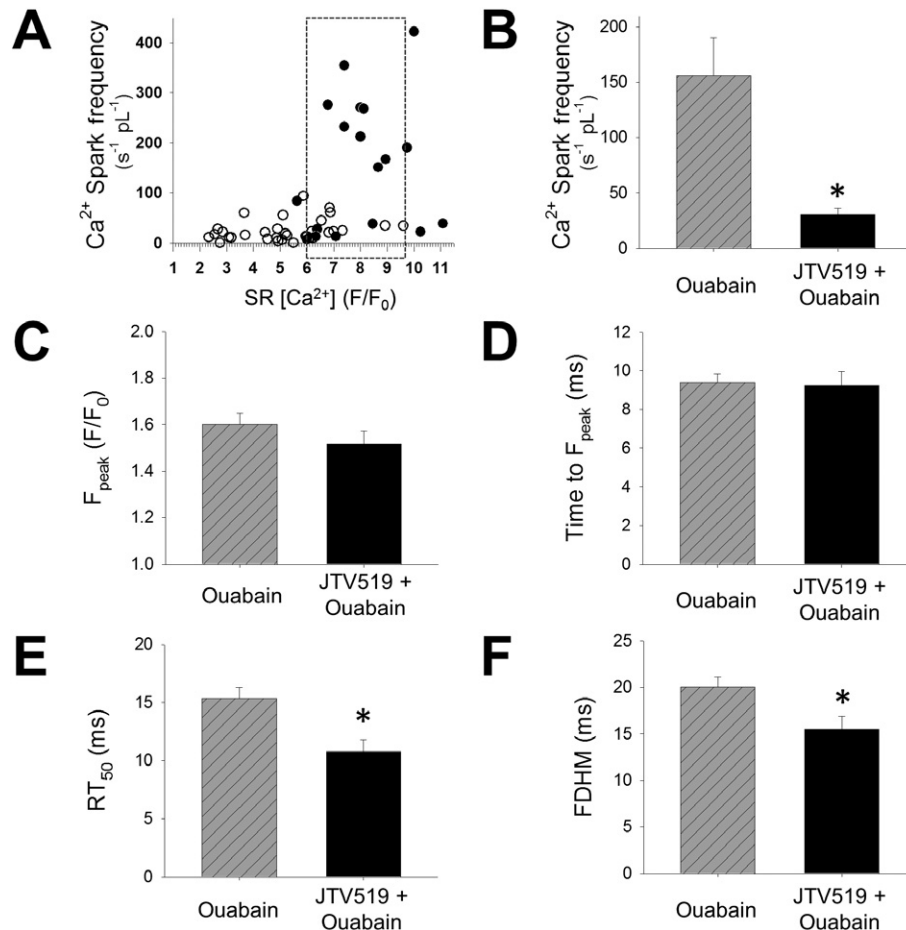 A
Ca2+ Spark frequency
(s-1 pL-1)
400
300
200
100
0
1 2 3 4 5 6 7 8 9 10 11
SR [Ca2+] (F/F0)
B
Ca2+ Spark frequency
(s-1 pL-1)
200
150
100
50
0
*
Ouabain
JTV519 +
Ouabain
C
Fpeak (F/F0)
2.0
1.8
1.6
1.4
1.2
1.0
Ouabain
JTV519 +
Ouabain
D
Time to Fpeak (ms)
12
10
8
6
4
2
0
Ouabain
JTV519 +
Ouabain
E
RT50 (ms)
20
15
10
5
0
*
Ouabain
JTV519 +
Ouabain
F
FDHM (ms)
25
20
15
10
5
0
*
Ouabain
JTV519 +
Ouabain